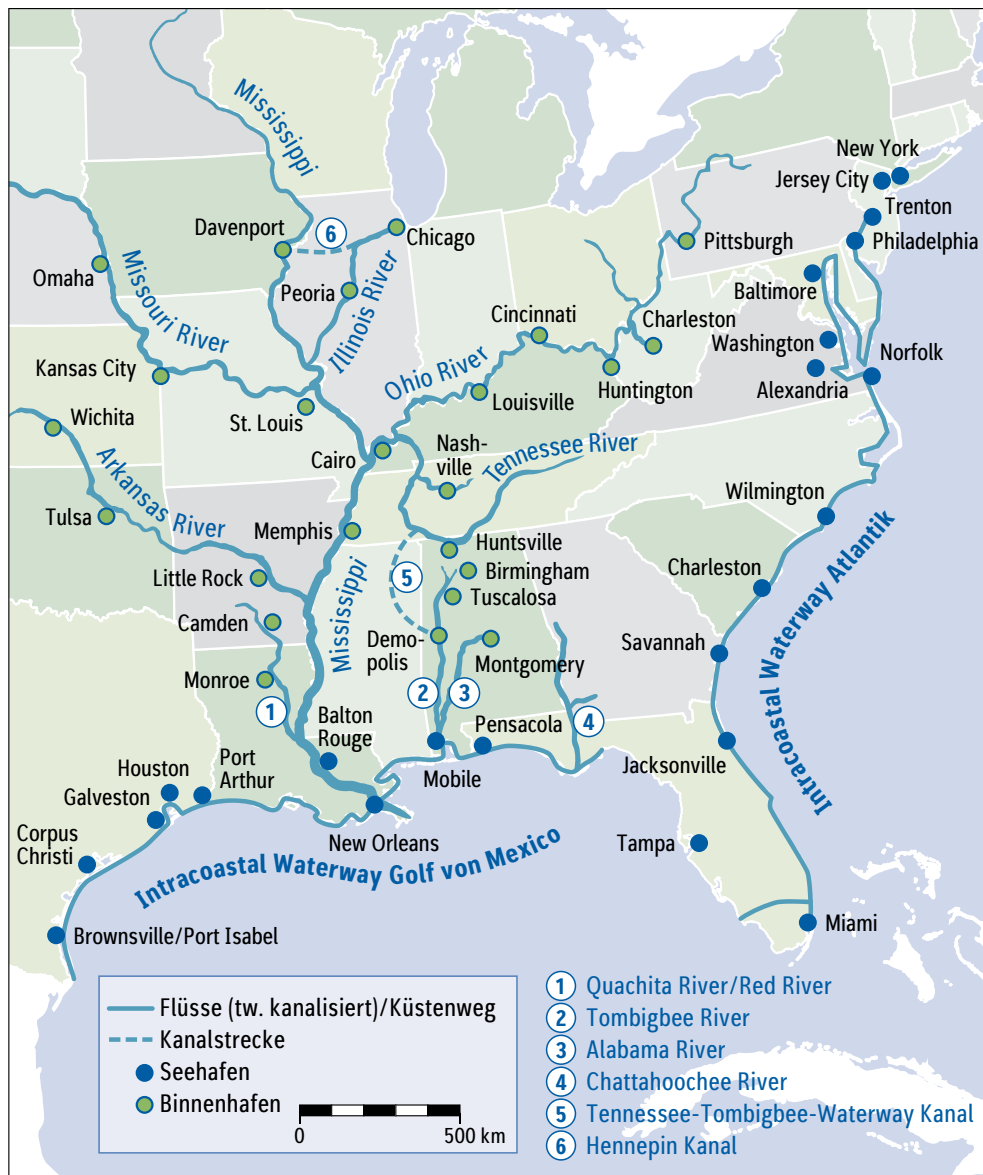 Mississippi
New York
Jersey City
Trenton
Davenport
6
Chicago
Pittsburgh
Philadelphia
Omaha
Missouri River
Peoria
Illinois River
Baltimore
Cincinnati
Charleston
Washington
Kansas City
Ohio River
Norfolk
Alexandria
Huntington
Louisville
Wichita
St. Louis
Nash-
ville
Tennessee River
Cairo
Arkansas River
Wilmington
Tulsa
Memphis
Huntsville
Birmingham
Little Rock
5
Tuscalosa
Charleston
Mississippi
Camden
Demo-
polis
Montgomery
Savannah
Intracoastal Waterway Atlantik
Monroe
1
2
3
4
Balton
Rouge
Pensacola
Port
Arthur
Houston
Mobile
Jacksonville
Galveston
New Orleans
Corpus
Christi
Tampa
Intracoastal Waterway Golf von Mexico
Brownsville/Port Isabel
Miami
Flüsse (tw. kanalisiert)/Küstenweg
Kanalstrecke
Seehafen
Binnenhafen
0
500 km
1 Quachita River/Red River
2 Tombigbee River
3 Alabama River
4 Chattahoochee River
5 Tennessee-Tombigbee-Waterway Kanal
6 Hennepin Kanal